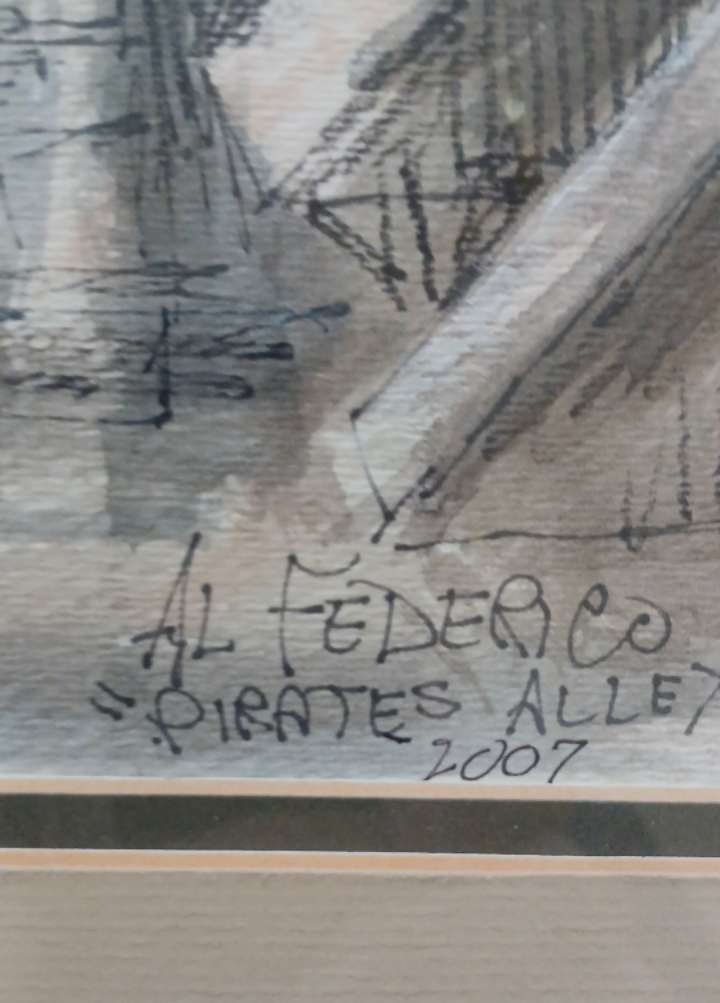 AL FEDERICO
"PIRATES ALLEY
2007